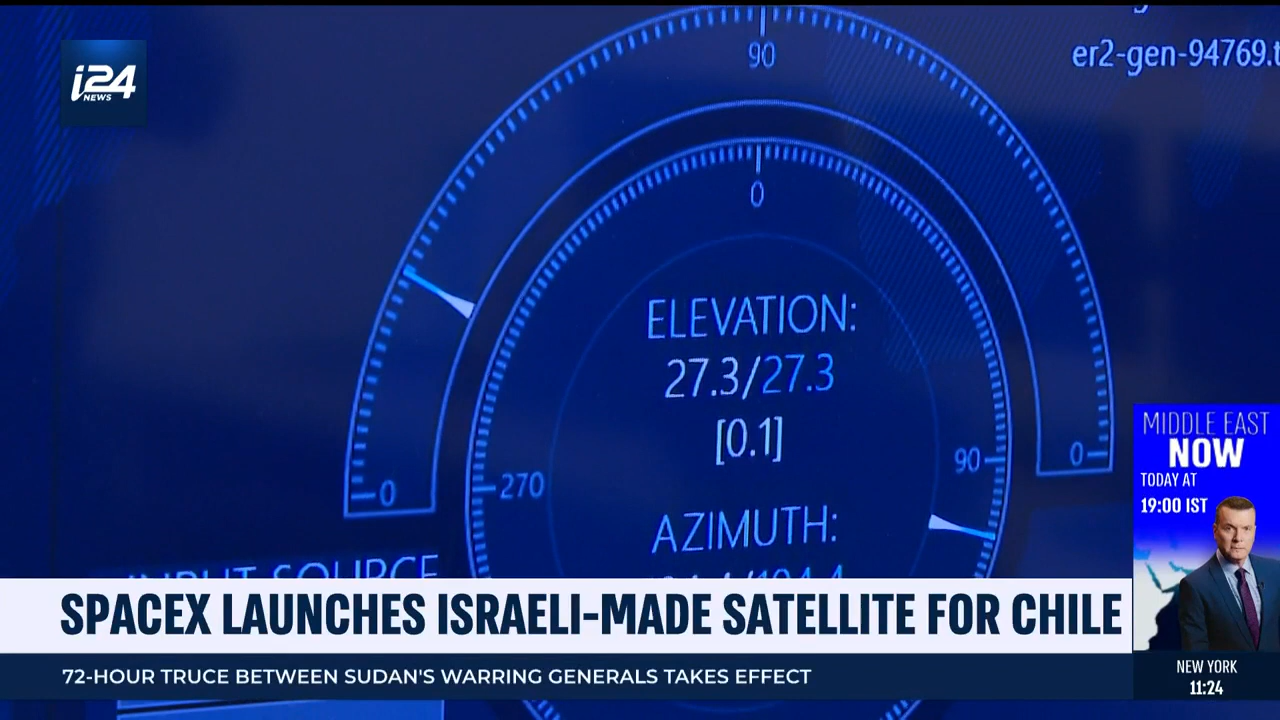 i24
NEWS
90
er2-gen-94769.t
0
ELEVATION:
27.3/27.3
[0.1]
270
90
0
0
AZIMUTH:
INPUT SOURCE
MIDDLE EAST
NOW
TODAY AT
19:00 IST
SPACEX LAUNCHES ISRAELI-MADE SATELLITE FOR CHILE
72-HOUR TRUCE BETWEEN SUDAN'S WARRING GENERALS TAKES EFFECT
NEW YORK
11:24